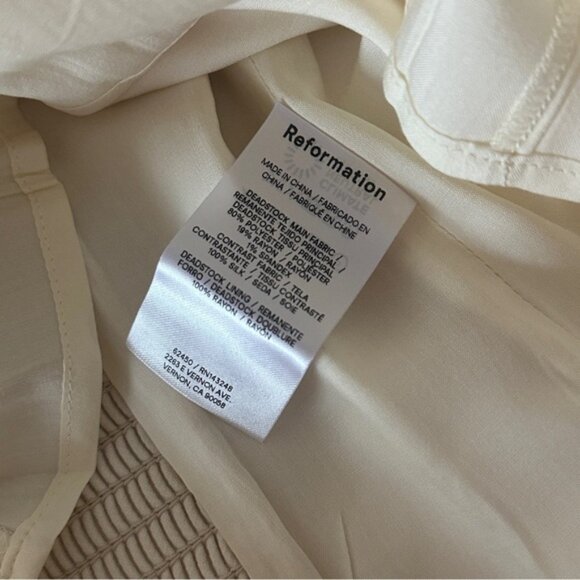 Reformation
MADE IN CHINA / FABRICADO EN
CHINA / FABRIQUÉ EN CHINE
DEADSTOCK MAIN FABRIC /
REMANENTE TEJIDO PRINCIPAL /
DEADSTOCK TISSU PRINCIPAL
80% POLYESTER / POLIÉSTER
19% RAYON / RAYÓN
1% SPANDEX
CONTRAST FABRIC / TELA
CONTRASTANTE / TISSU CONTRASTÉ
100% SILK / SEDA / SOIE
DEADSTOCK LINING / REMANENTE
FORRO / DEADSTOCK DOUBLURE
100% RAYON / RAYÓN
62450 / RN143248
2263 E VERNON AVE.
VERNON, CA 90058